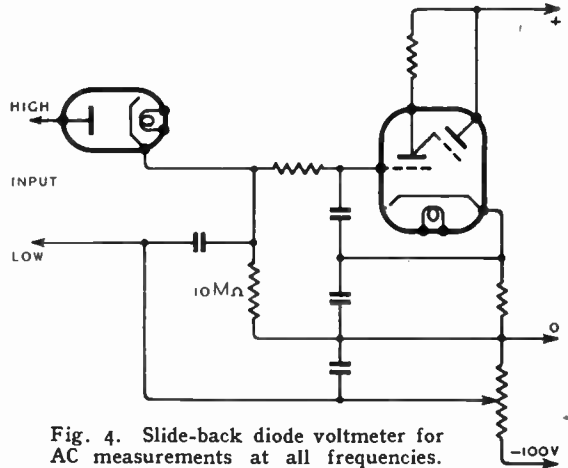 +
HIGH
INPUT
LOW
10MΩ
0
-100V
Fig. 4. Slide-back diode voltmeter for
AC measurements at all frequencies.